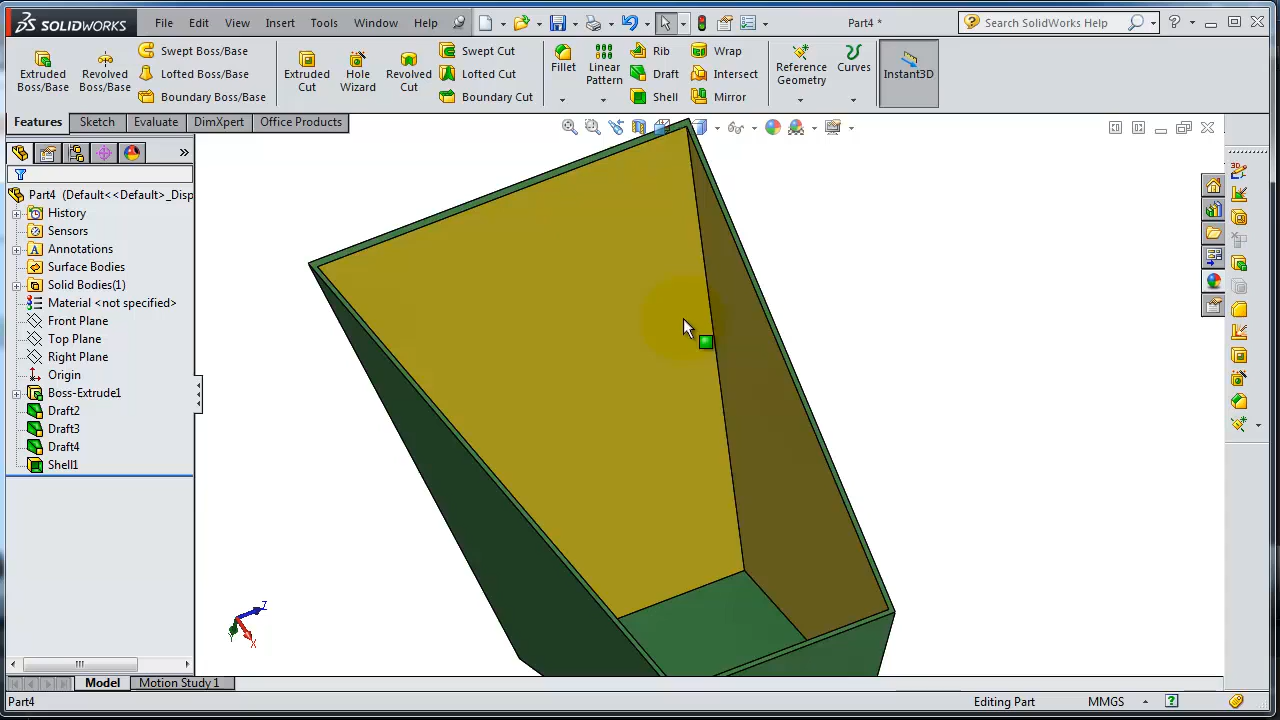 SOLIDWORKS File Edit View Insert Tools Window Help Part4 * Search SolidWorks Help
Extruded Boss/Base Revolved Boss/Base Swept Boss/Base Lofted Boss/Base Boundary Boss/Base
Extruded Cut Hole Wizard Revolved Cut Swept Cut Lofted Cut Boundary Cut
Fillet Linear Pattern Rib Draft Shell Wrap Intersect Mirror
Reference Geometry Curves Instant3D
Features Sketch Evaluate DimXpert Office Products
Part4 (Default<<Default>_Disp
History
Sensors
A Annotations
Surface Bodies
Solid Bodies(1)
Material <not specified>
Front Plane
Top Plane
Right Plane
Origin
Boss-Extrude1
Draft2
Draft3
Draft4
Shell1
Z
Y
X
Model Motion Study 1
Part4 Editing Part MMGS